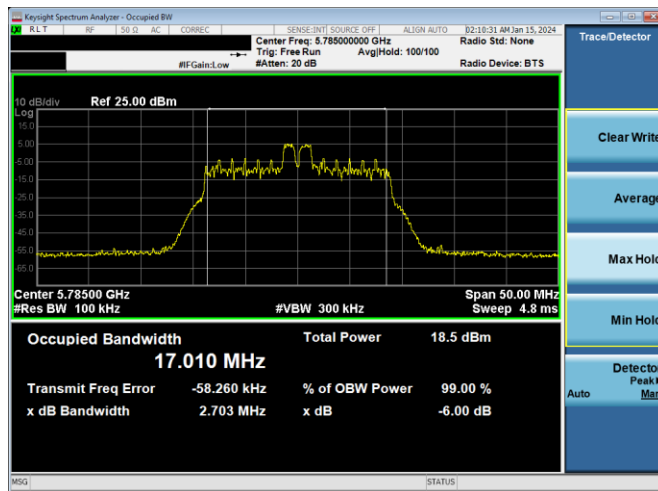 Keysight Spectrum Analyzer - Occupied BW
RLT RF 50 Ω AC CORREC SENSE:INT SOURCE OFF ALIGN AUTO 02:10:31 AM Jan 15, 2024
Center Freq: 5.785000000 GHz Radio Std: None
Trig: Free Run Avg|Hold: 100/100
#IFGain:Low #Atten: 20 dB Radio Device: BTS
10 dB/div Ref 25.00 dBm
Log
15.0
5.00
-5.00
-15.0
-25.0
-35.0
-45.0
-55.0
-65.0
Center 5.78500 GHz Span 50.00 MHz
#Res BW 100 kHz #VBW 300 kHz Sweep 4.8 ms
Occupied Bandwidth Total Power 18.5 dBm
17.010 MHz
Transmit Freq Error -58.260 kHz % of OBW Power 99.00 %
x dB Bandwidth 2.703 MHz x dB -6.00 dB
MSG STATUS
Trace/Detector
Clear Write
Average
Max Hold
Min Hold
Detector
Peak
Auto Man